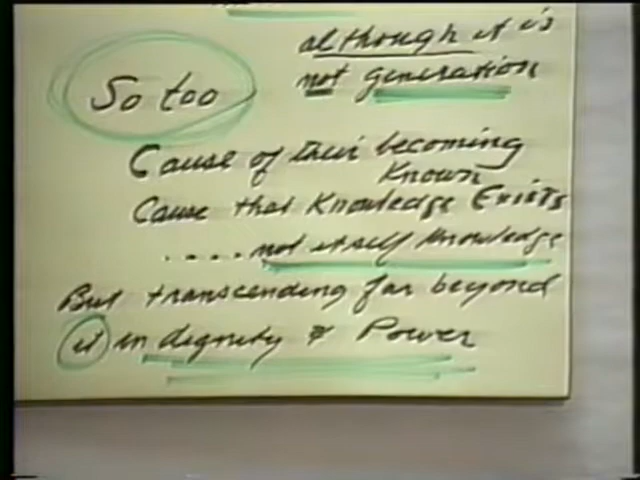 although it is
not generation
So too
Cause of their becoming
Known
Cause that Knowledge Exists
.....not itself Knowledge
But transcending far beyond
it in dignity & Power